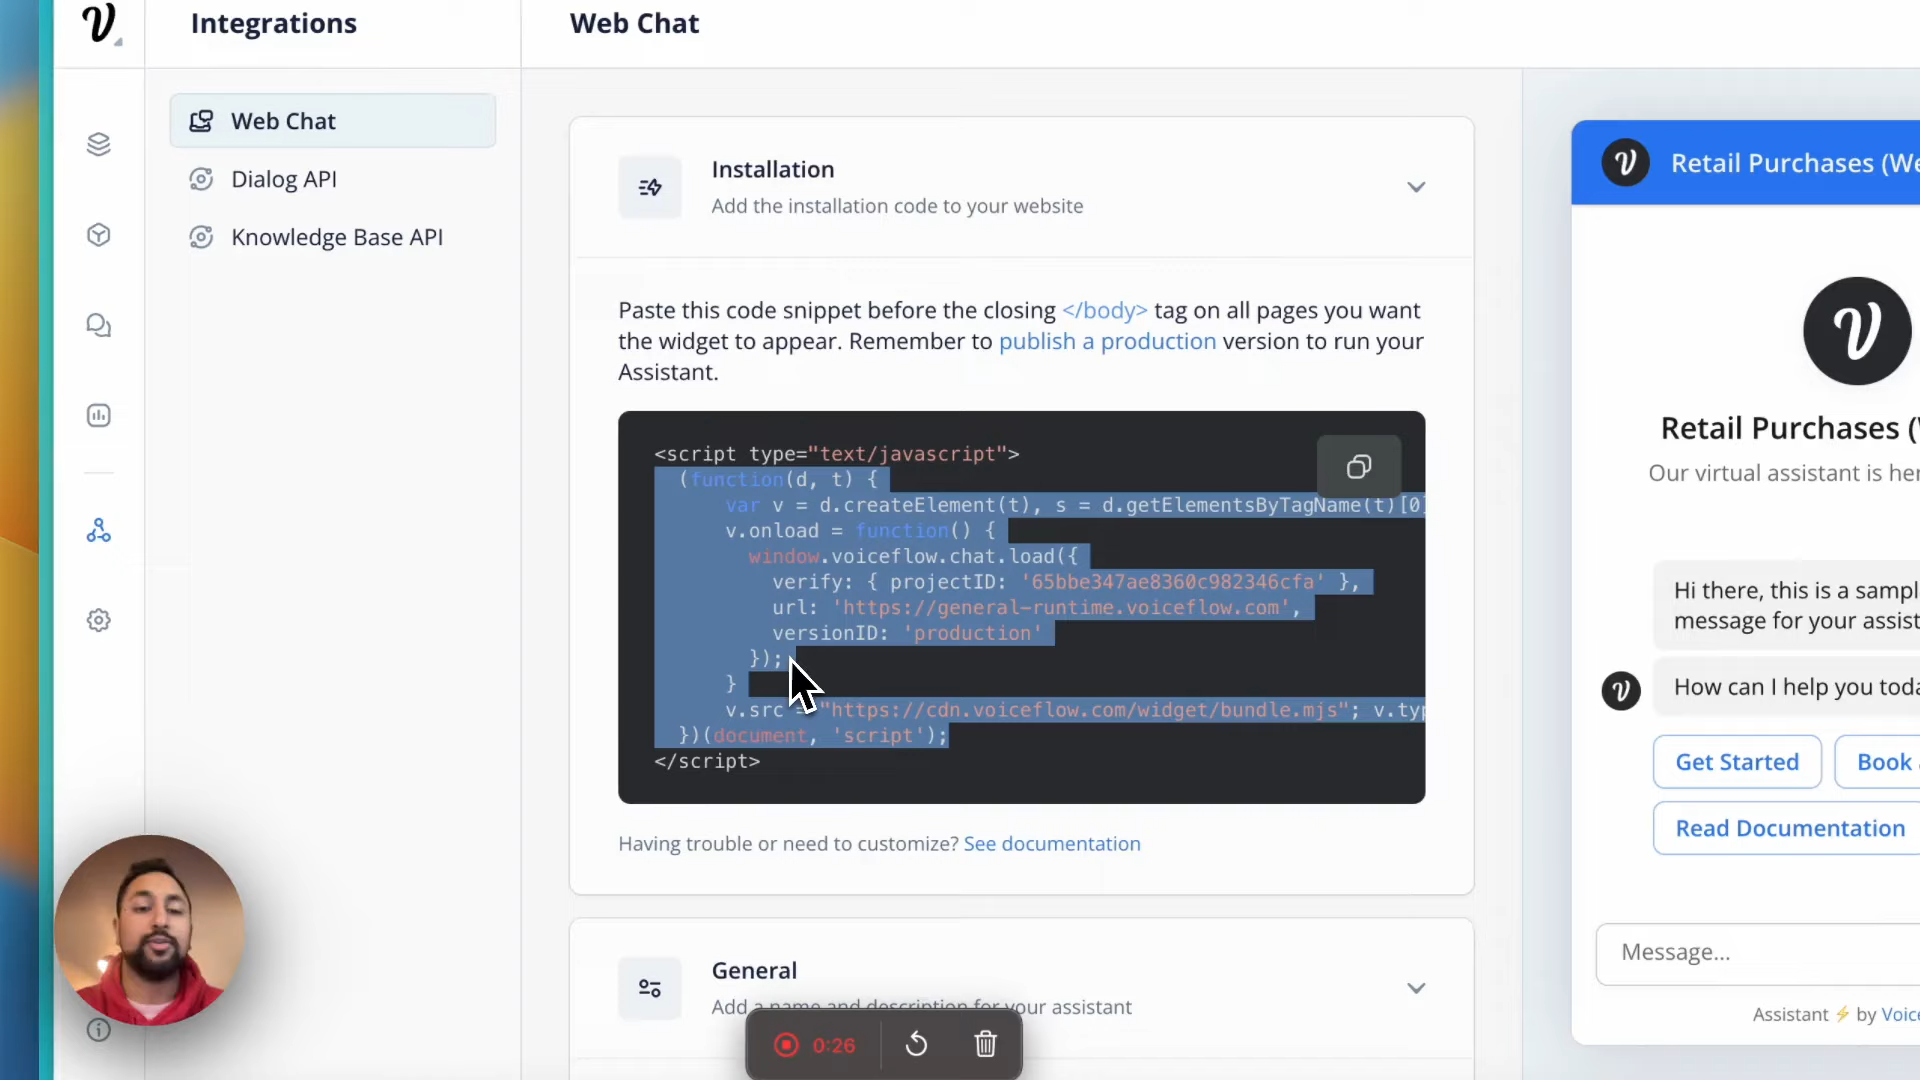 Integrations
Web Chat
Web Chat
Dialog API
Knowledge Base API
Installation
Add the installation code to your website
Paste this code snippet before the closing </body> tag on all pages you want
the widget to appear. Remember to publish a production version to run your
Assistant.
<script type="text/javascript">
(function(d, t) {
var v = d.createElement(t), s = d.getElementsByTagName(t)[0]
v.onload = function() {
window.voiceflow.chat.load({
verify: { projectID: '65bbe347ae8360c982346cfa' },
url: 'https://general-runtime.voiceflow.com',
versionID: 'production'
});
}
v.src = "https://cdn.voiceflow.com/widget/bundle.mjs"; v.typ
})(document, 'script');
</script>
Having trouble or need to customize? See documentation
General
Add a name and description for your assistant
0:26
Retail Purchases (We
Retail Purchases (
Our virtual assistant is her
Hi there, this is a sampl
message for your assist
How can I help you toda
Get Started
Book
Read Documentation
Message...
Assistant ⚡ by Voice